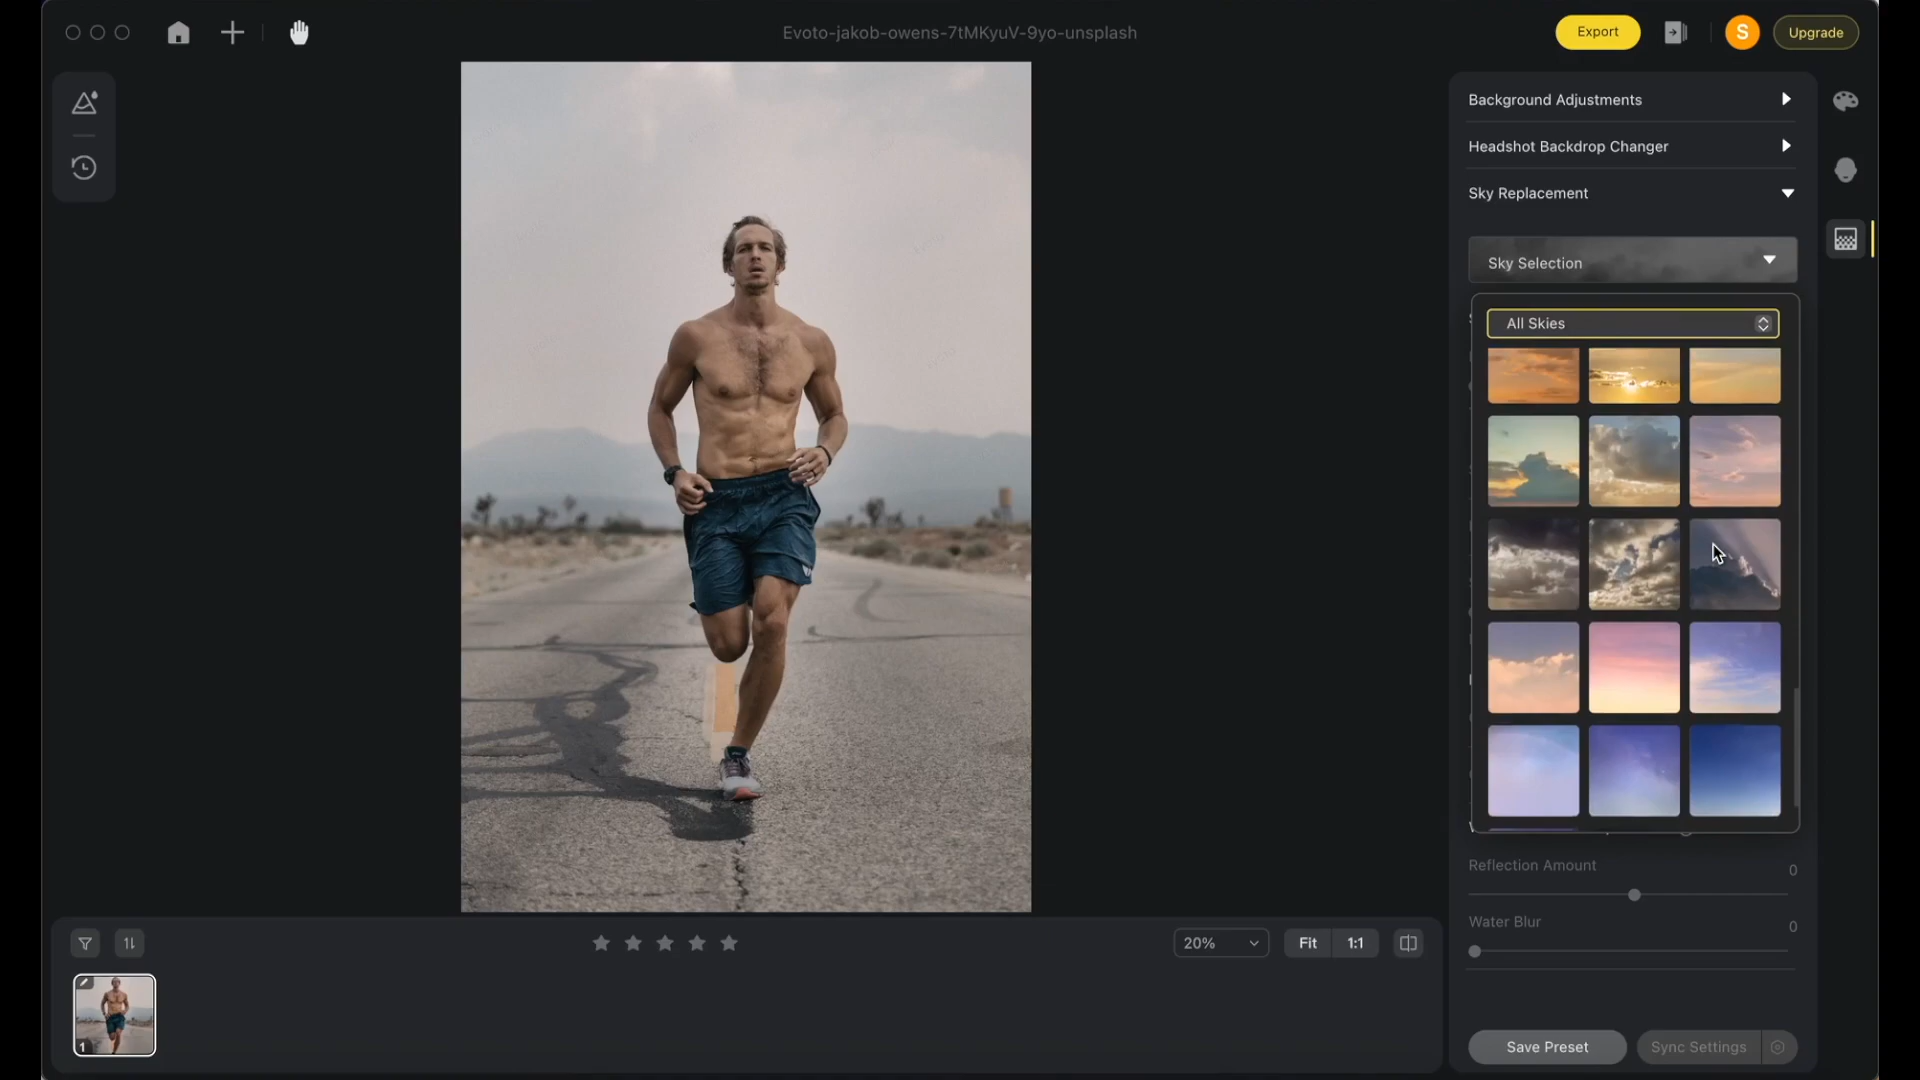 Evoto-jakob-owens-7tMKyuV-9yo-unsplash
Export
S
Upgrade
Background Adjustments
Headshot Backdrop Changer
Sky Replacement
Sky Selection
All Skies
Reflection Amount
0
Water Blur
0
20%
Fit
1:1
1
Save Preset
Sync Settings